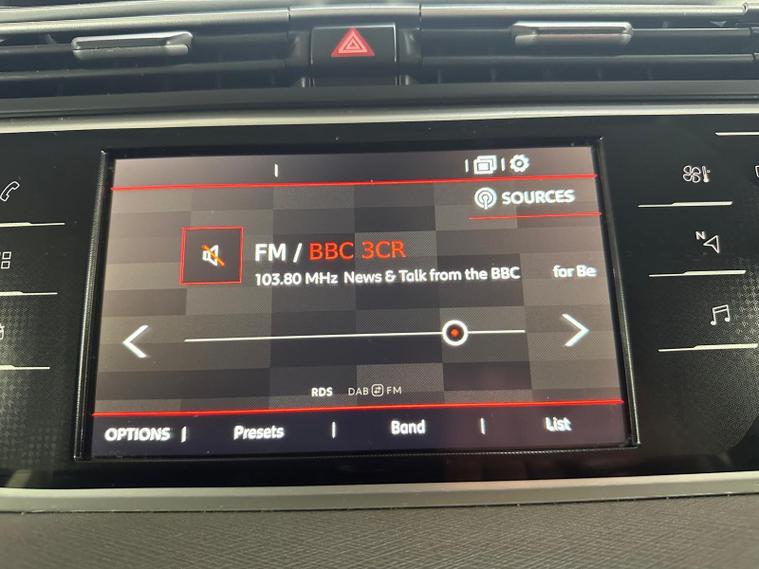 SOURCES
FM / BBC 3CR
103.80 MHz News & Talk from the BBC for Be
N
RDS DAB FM
OPTIONS Presets Band List